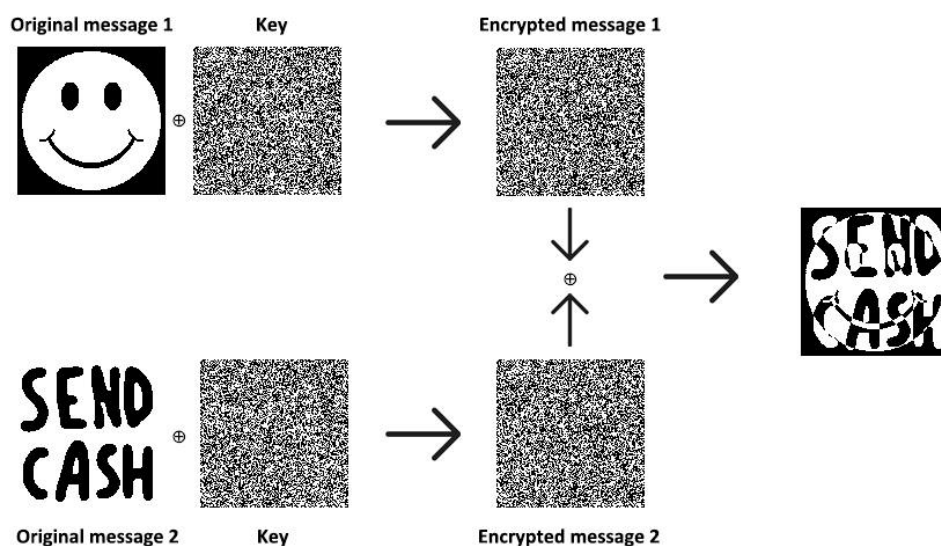 Original message 1
Key
Encrypted message 1
⊕
⊕
SEND
CASH
SEND
CASH
⊕
Original message 2
Key
Encrypted message 2